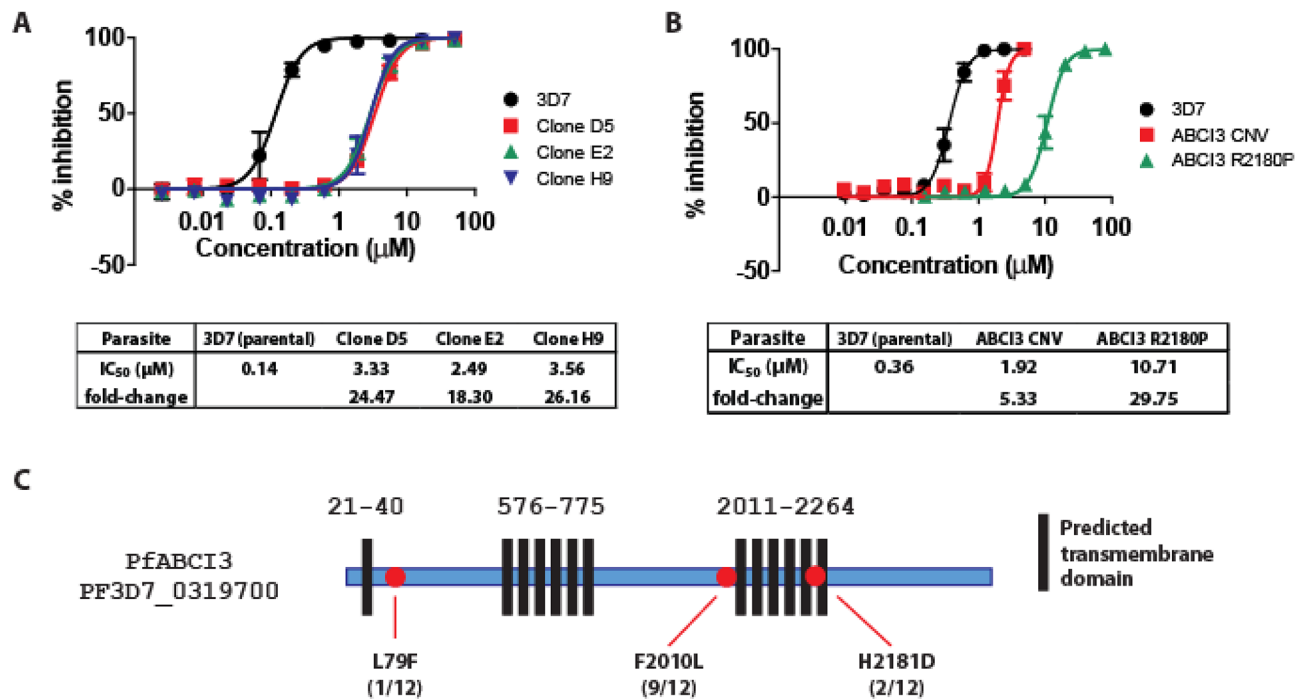 A
% inhibition
100
50
0
-50
0.01 0.1 1 10 100
Concentration (μM)
3D7
Clone D5
Clone E2
Clone H9
Parasite 3D7 (parental) Clone D5 Clone E2 Clone H9
IC50 (μM) 0.14 3.33 2.49 3.56
fold-change 24.47 18.30 26.16
B
% inhibition
100
50
0
-50
0.01 0.1 1 10 100
Concentration (μM)
3D7
ABCI3 CNV
ABCI3 R2180P
Parasite 3D7 (parental) ABCI3 CNV ABCI3 R2180P
IC50 (μM) 0.36 1.92 10.71
fold-change 5.33 29.75
C
21-40 576-775 2011-2264
PfABCI3
PF3D7_0319700
Predicted
transmembrane
domain
L79F F2010L H2181D
(1/12) (9/12) (2/12)